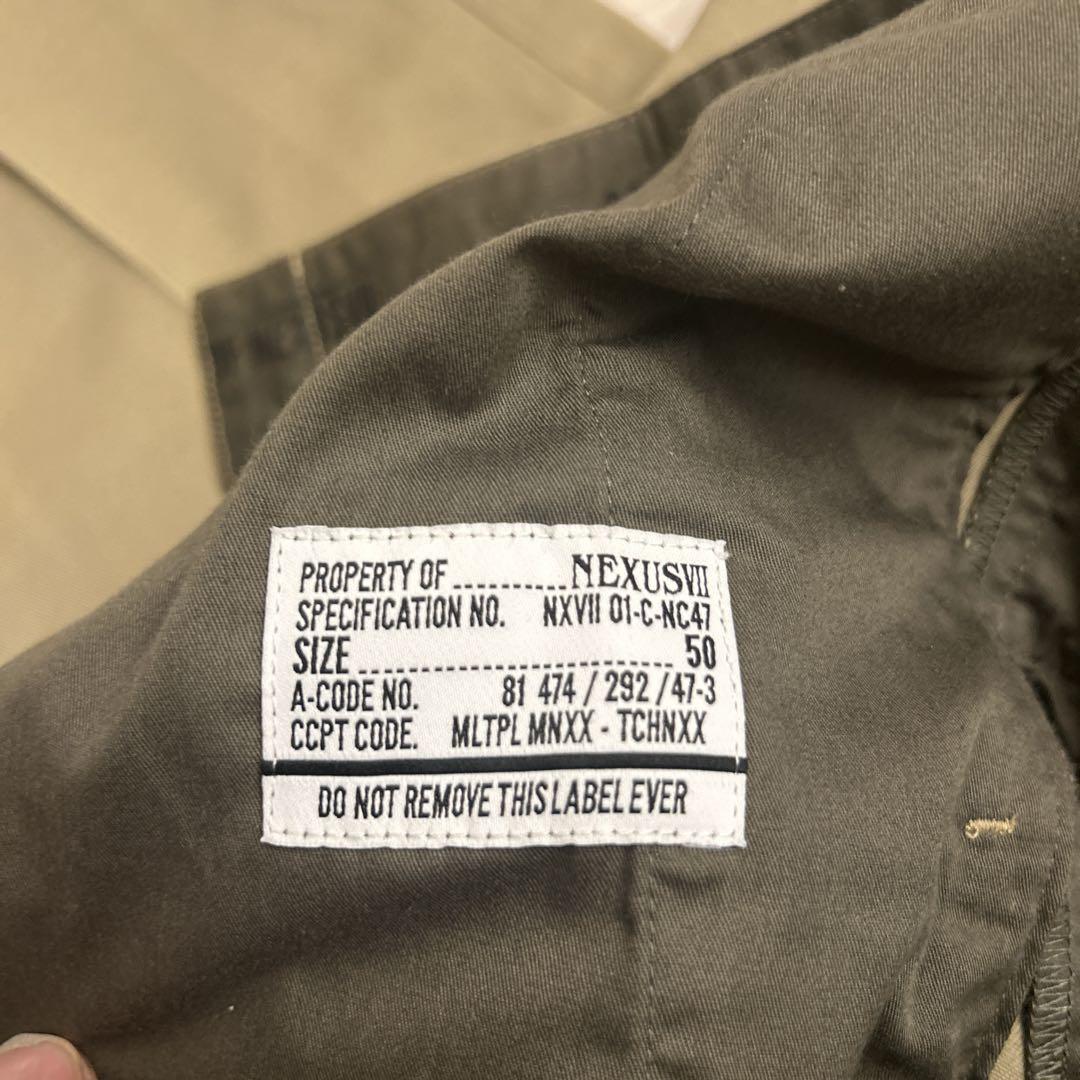 PROPERTY OF ........... NEXUSVII
SPECIFICATION NO. NXVII 01-C-NC47
SIZE ................................ 50
A-CODE NO. 81 474 / 292 / 47-3
CCPT CODE. MLTPL MNXX - TCHNXX
DO NOT REMOVE THIS LABEL EVER